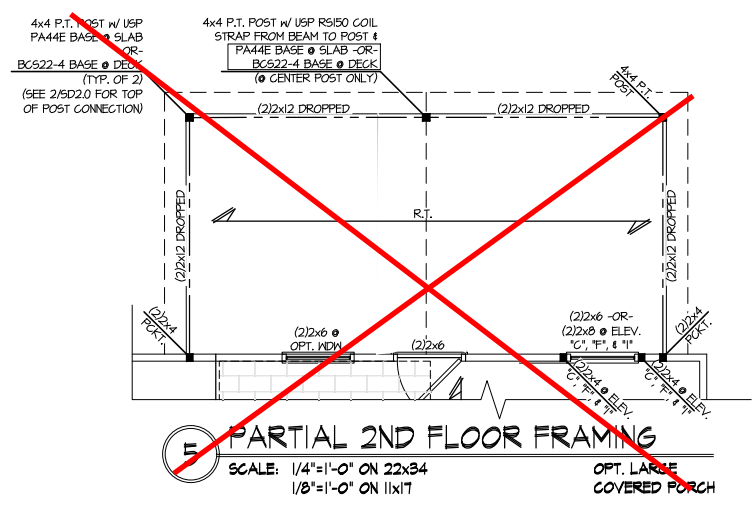 4x4 P.T. POST W/ USP
PA44E BASE @ SLAB
-OR-
BCS22-4 BASE @ DECK
(TYP. OF 2)
(SEE 2/SD2.0 FOR TOP
OF POST CONNECTION)
4x4 P.T. POST W/ USP RS150 COIL
STRAP FROM BEAM TO POST &
PA44E BASE @ SLAB -OR-
BCS22-4 BASE @ DECK
(@ CENTER POST ONLY)
4x4 P.T.
POST
(2)2x12 DROPPED
(2)2x12 DROPPED
(2)2x12 DROPPED
(2)2x12 DROPPED
R.T.
(2)2x4
PCKT.
(2)2x6 @
OPT. WDW.
(2)2x6
(2)2x6 -OR-
(2)2x8 @ ELEV.
"C", "F", & "I"
(2)2x4
PCKT.
(2)2x4 @ ELEV.
"C", "F", & "I"
(2)2x4 @ ELEV.
"C", "F", & "I"
5
PARTIAL 2ND FLOOR FRAMING
SCALE: 1/4"=1'-0" ON 22x34
1/8"=1'-0" ON 11x17
OPT. LARGE
COVERED PORCH